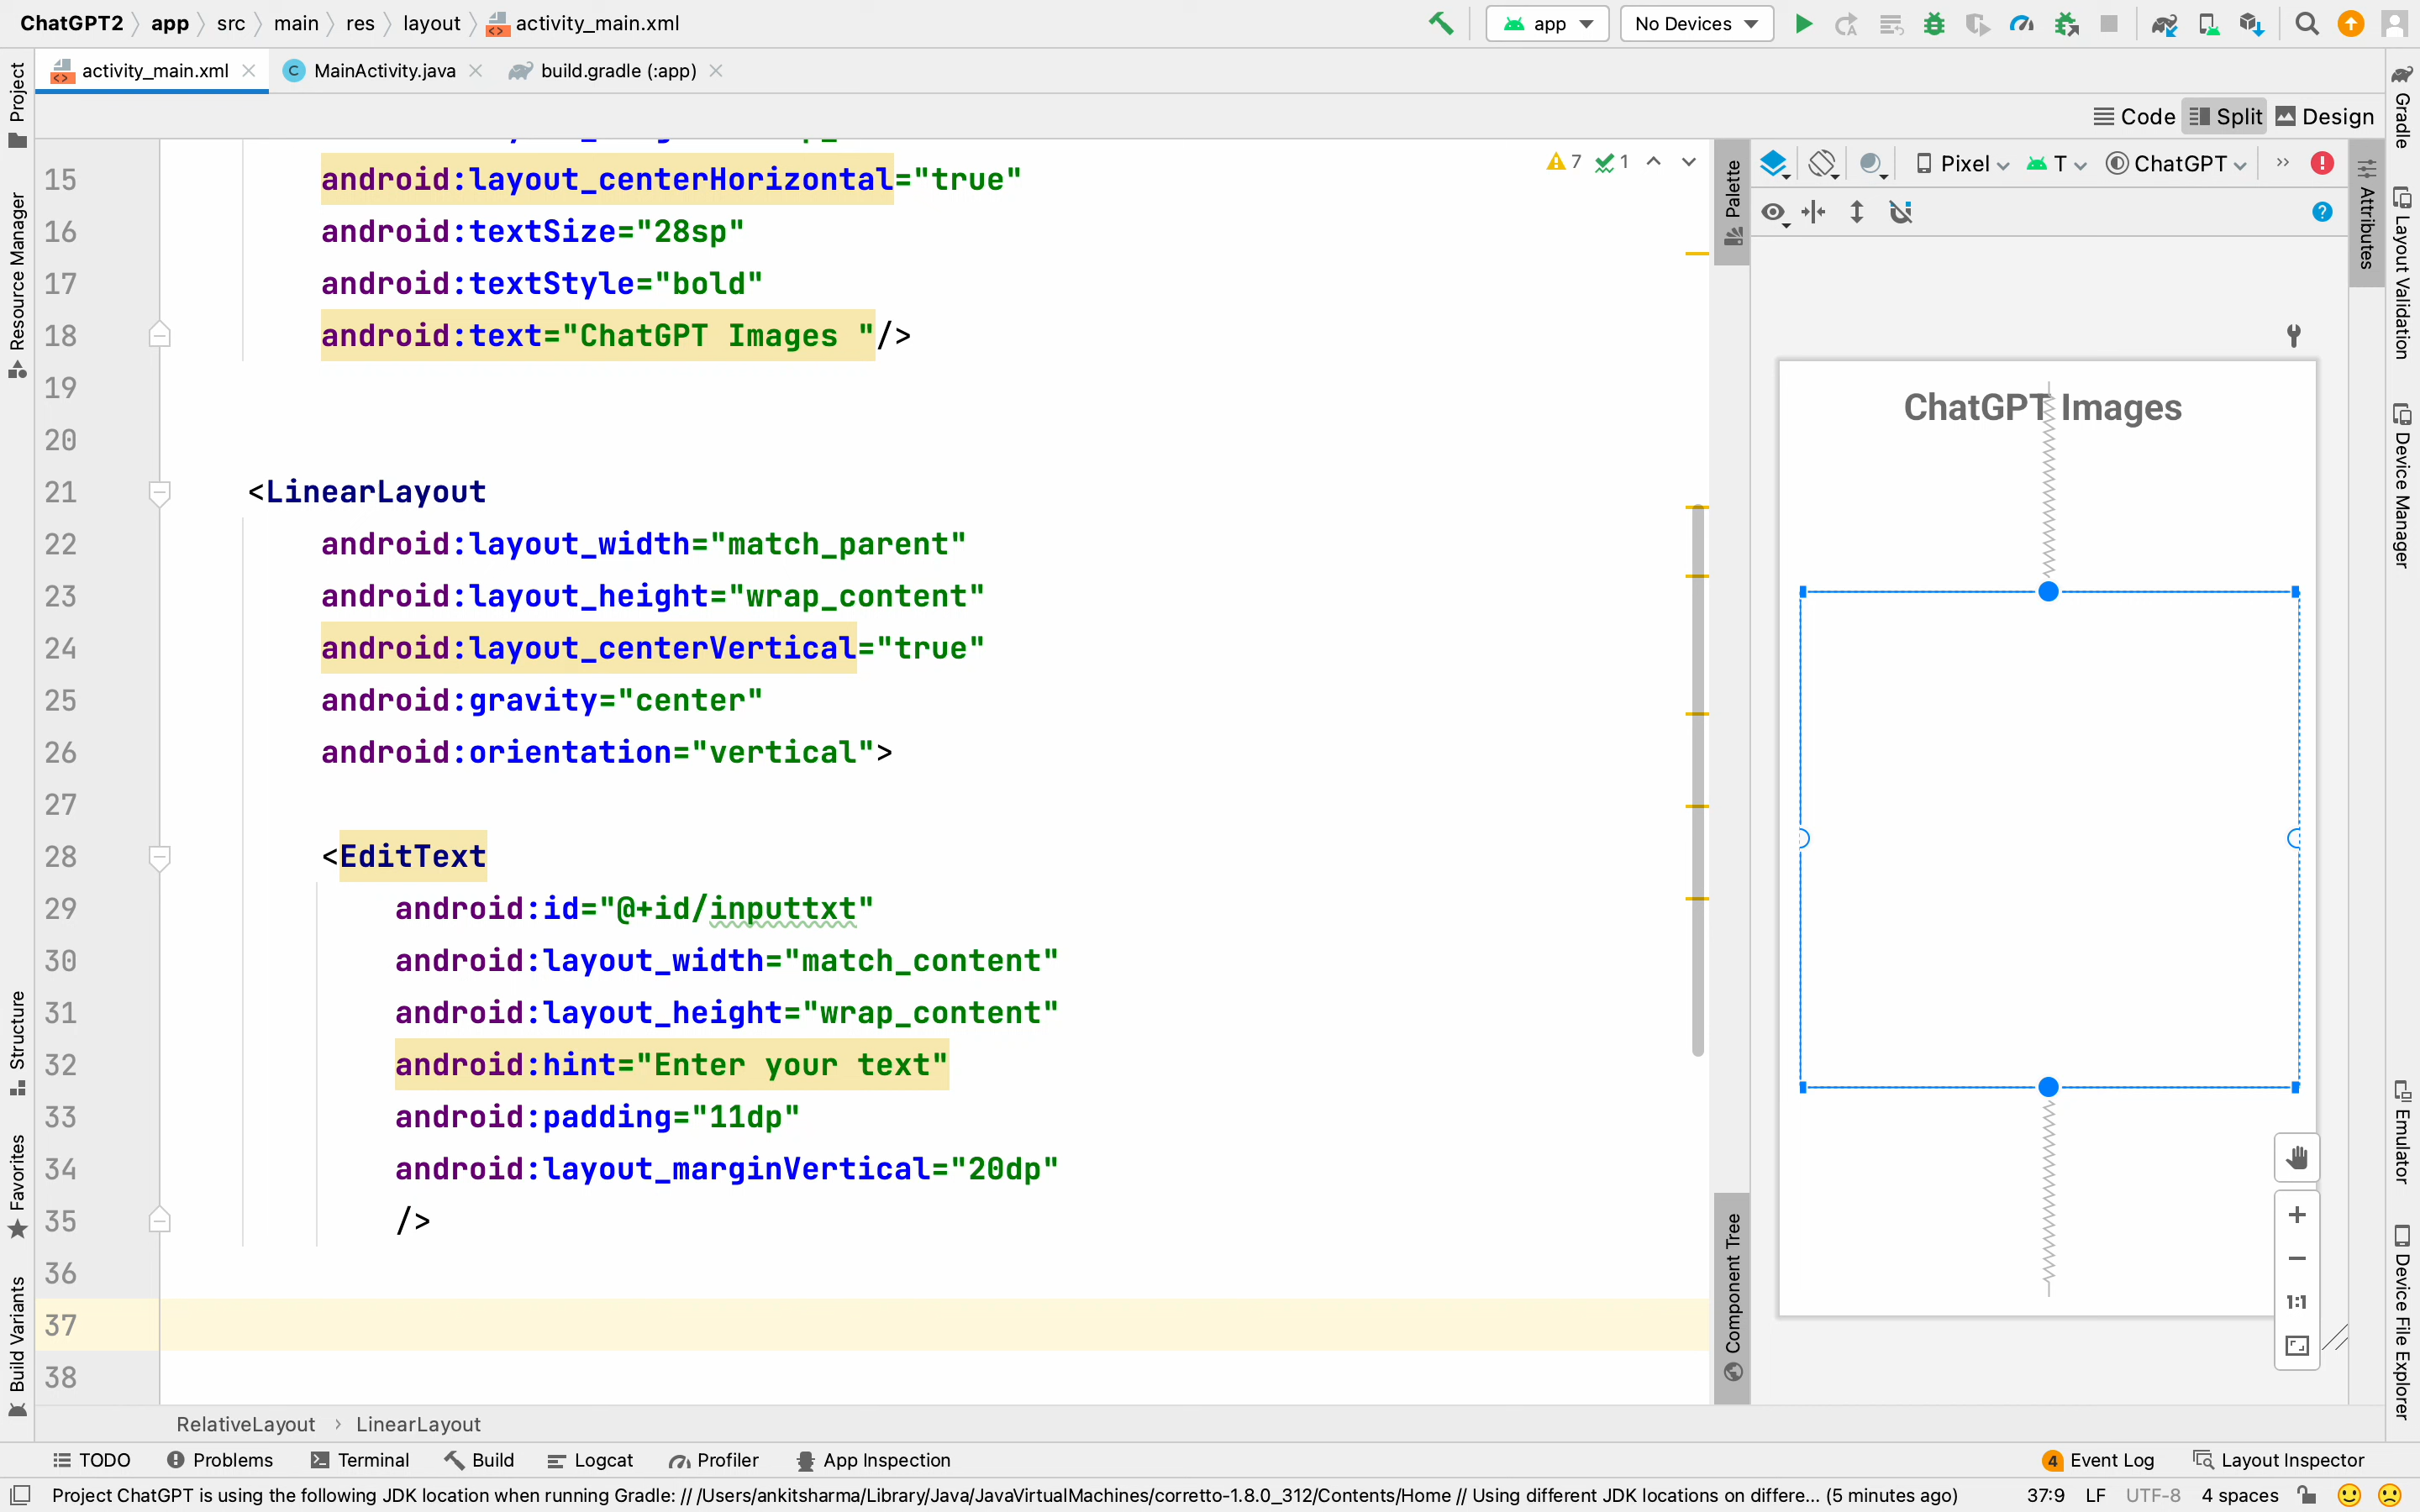 ChatGPT2 app src main res layout activity_main.xml app No Devices
activity_main.xml MainActivity.java build.gradle (:app)
Code Split Design
15 android:layout_centerHorizontal="true"
16 android:textSize="28sp"
17 android:textStyle="bold"
18 android:text="ChatGPT Images "/>
19
20
21 <LinearLayout
22 android:layout_width="match_parent"
23 android:layout_height="wrap_content"
24 android:layout_centerVertical="true"
25 android:gravity="center"
26 android:orientation="vertical">
27
28 <EditText
29 android:id="@+id/inputtxt"
30 android:layout_width="match_content"
31 android:layout_height="wrap_content"
32 android:hint="Enter your text"
33 android:padding="11dp"
34 android:layout_marginVertical="20dp"
35 />
36
37
38
7 1
Pixel T ChatGPT
ChatGPT Images
1:1
Project
Resource Manager
Structure
Favorites
Build Variants
Palette
Component Tree
Attributes
Gradle
Layout Validation
Device Manager
Emulator
Device File Explorer
RelativeLayout › LinearLayout
TODO Problems Terminal Build Logcat Profiler App Inspection 4 Event Log Layout Inspector
Project ChatGPT is using the following JDK location when running Gradle: // /Users/ankitsharma/Library/Java/JavaVirtualMachines/corretto-1.8.0_312/Contents/Home // Using different JDK locations on differe... (5 minutes ago) 37:9 LF UTF-8 4 spaces